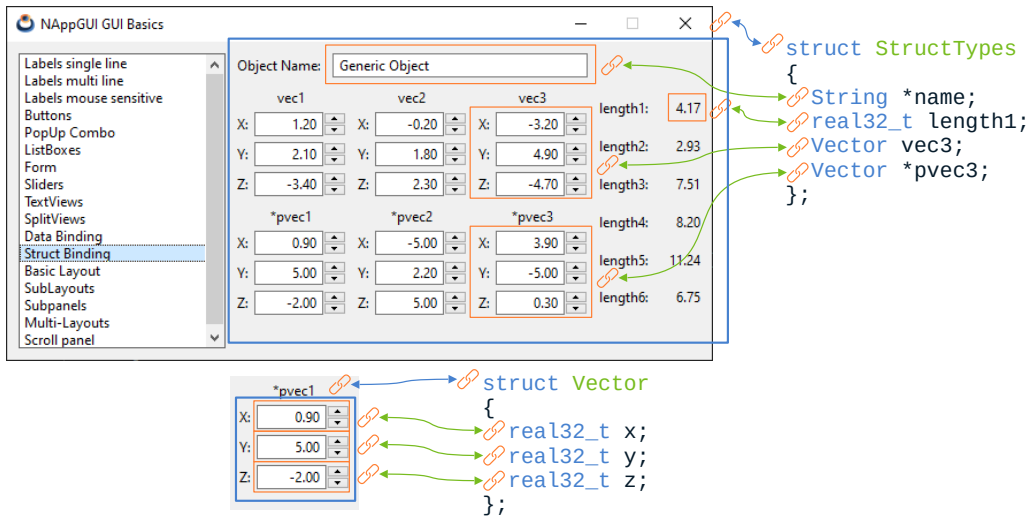 NAppGUI GUI Basics
Labels single line
Labels multi line
Labels mouse sensitive
Buttons
PopUp Combo
ListBoxes
Form
Sliders
TextViews
SplitViews
Data Binding
Struct Binding
Basic Layout
SubLayouts
Subpanels
Multi-Layouts
Scroll panel
Object Name: Generic Object
vec1 vec2 vec3
X: 1.20 X: -0.20 X: -3.20
Y: 2.10 Y: 1.80 Y: 4.90
Z: -3.40 Z: 2.30 Z: -4.70
*pvec1 *pvec2 *pvec3
X: 0.90 X: -5.00 X: 3.90
Y: 5.00 Y: 2.20 Y: -5.00
Z: -2.00 Z: 5.00 Z: 0.30
length1: 4.17
length2: 2.93
length3: 7.51
length4: 8.20
length5: 11.24
length6: 6.75
struct StructTypes
{
String *name;
real32_t length1;
Vector vec3;
Vector *pvec3;
};
*pvec1
X: 0.90
Y: 5.00
Z: -2.00
struct Vector
{
real32_t x;
real32_t y;
real32_t z;
};